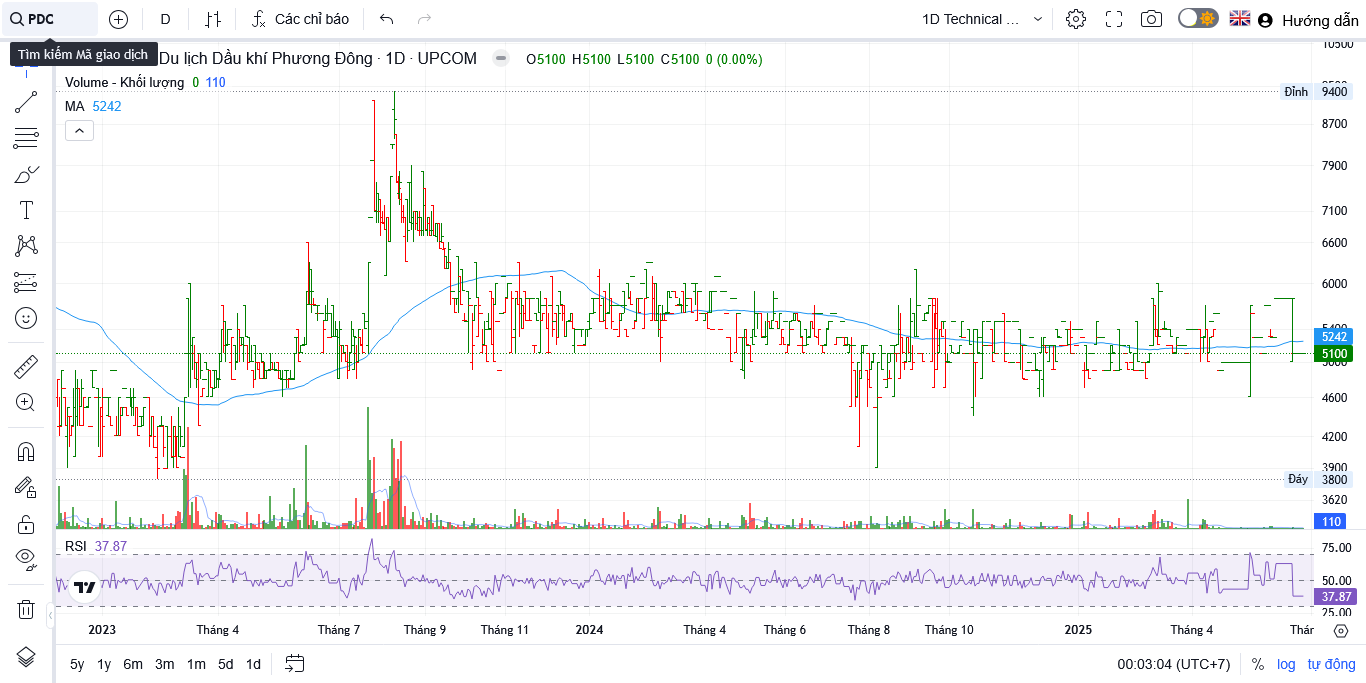 PDC
D
Các chỉ báo
1D Technical ...
Hướng dẫn
Tìm kiếm Mã giao dịch
Du lịch Dầu khí Phương Đông · 1D · UPCOM
O5100 H5100 L5100 C5100 0 (0.00%)
Volume - Khối lượng 0 110
MA 5242
10500
Đỉnh 9400
8700
7900
7100
6600
6000
5400
5242
5100
5000
4600
4200
3900
Đáy 3800
3620
110
RSI 37.87
75.00
50.00
37.87
25.00
2023 Tháng 4 Tháng 7 Tháng 9 Tháng 11 2024 Tháng 4 Tháng 6 Tháng 8 Tháng 10 2025 Tháng 4 Thár
5y 1y 6m 3m 1m 5d 1d
00:03:04 (UTC+7) % log tự động